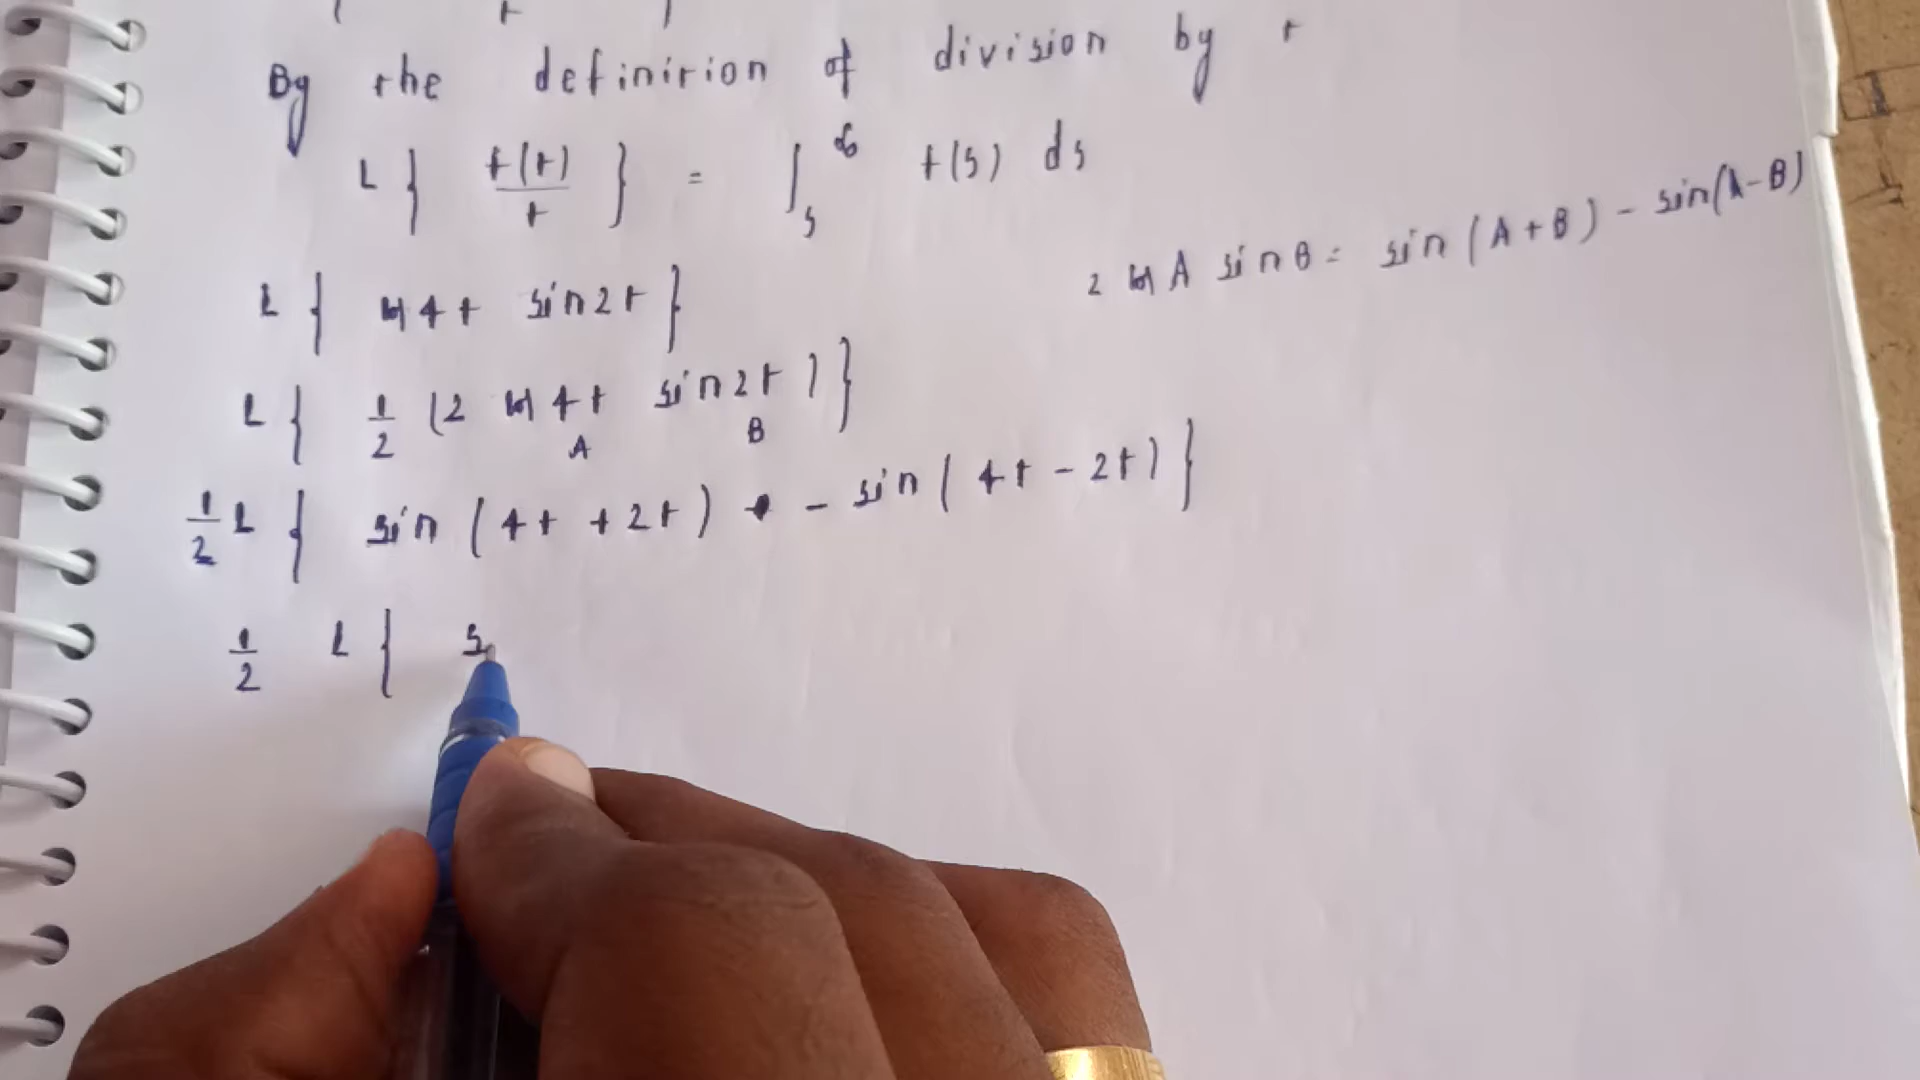 By the definition of division by t
L { f(t) / t } = ∫_s^∞ f(s) ds
2 cos A sin B = sin (A + B) - sin(A - B)
L { cos 4t sin 2t }
L { 1/2 (2 cos 4t sin 2t ) }
A B
1/2 L { sin ( 4t + 2t ) - sin ( 4t - 2t ) }
1/2 L { s